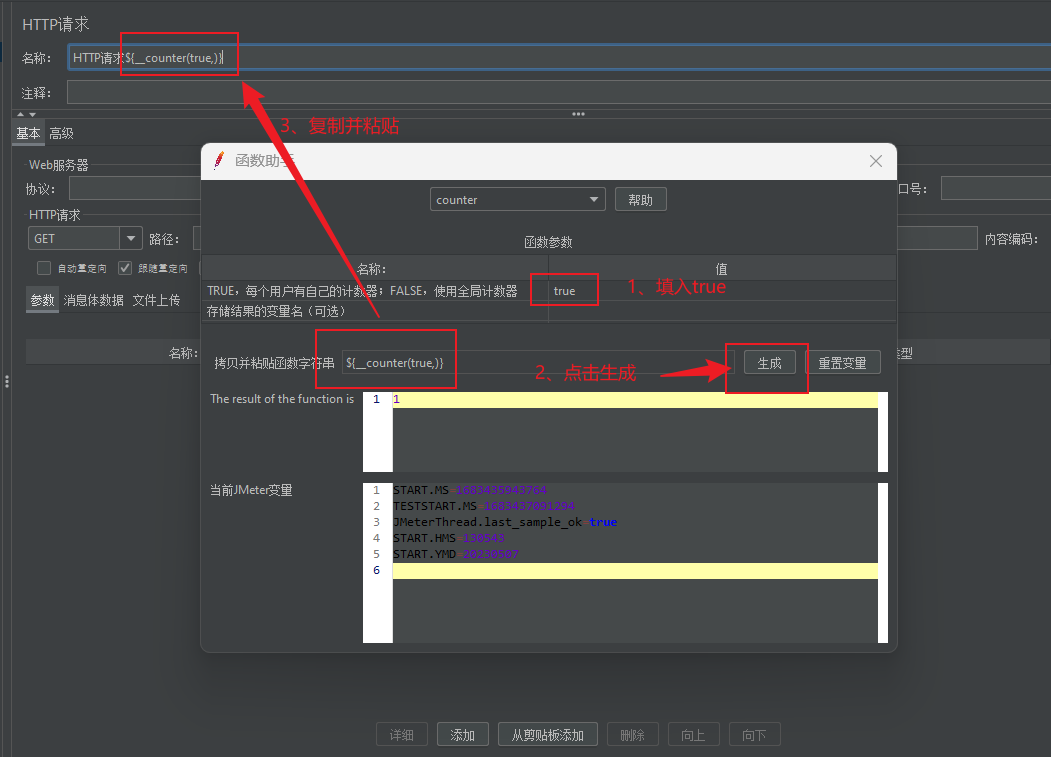 HTTP请求
名称： HTTP请求${__counter(true,)}
注释：
3、复制并粘贴
基本 高级
函数助手
Web服务器
协议：
口号：
counter 帮助
HTTP请求
GET 路径：
内容编码：
函数参数
自动重定向 跟随重定向
名称： 值
TRUE，每个用户有自己的计数器；FALSE，使用全局计数器 true
1、填入true
参数 消息体数据 文件上传
存储结果的变量名（可选）
名称：
类型
拷贝并粘贴函数字符串 ${__counter(true,)} 生成 重置变量
2、点击生成
The result of the function is
1 1
当前JMeter变量
1 START.MS 1683435943764
2 TESTSTART.MS 1683437091294
3 JMeterThread.last_sample_ok true
4 START.HMS 130543
5 START.YMD 20230507
6
详细 添加 从剪贴板添加 删除 向上 向下